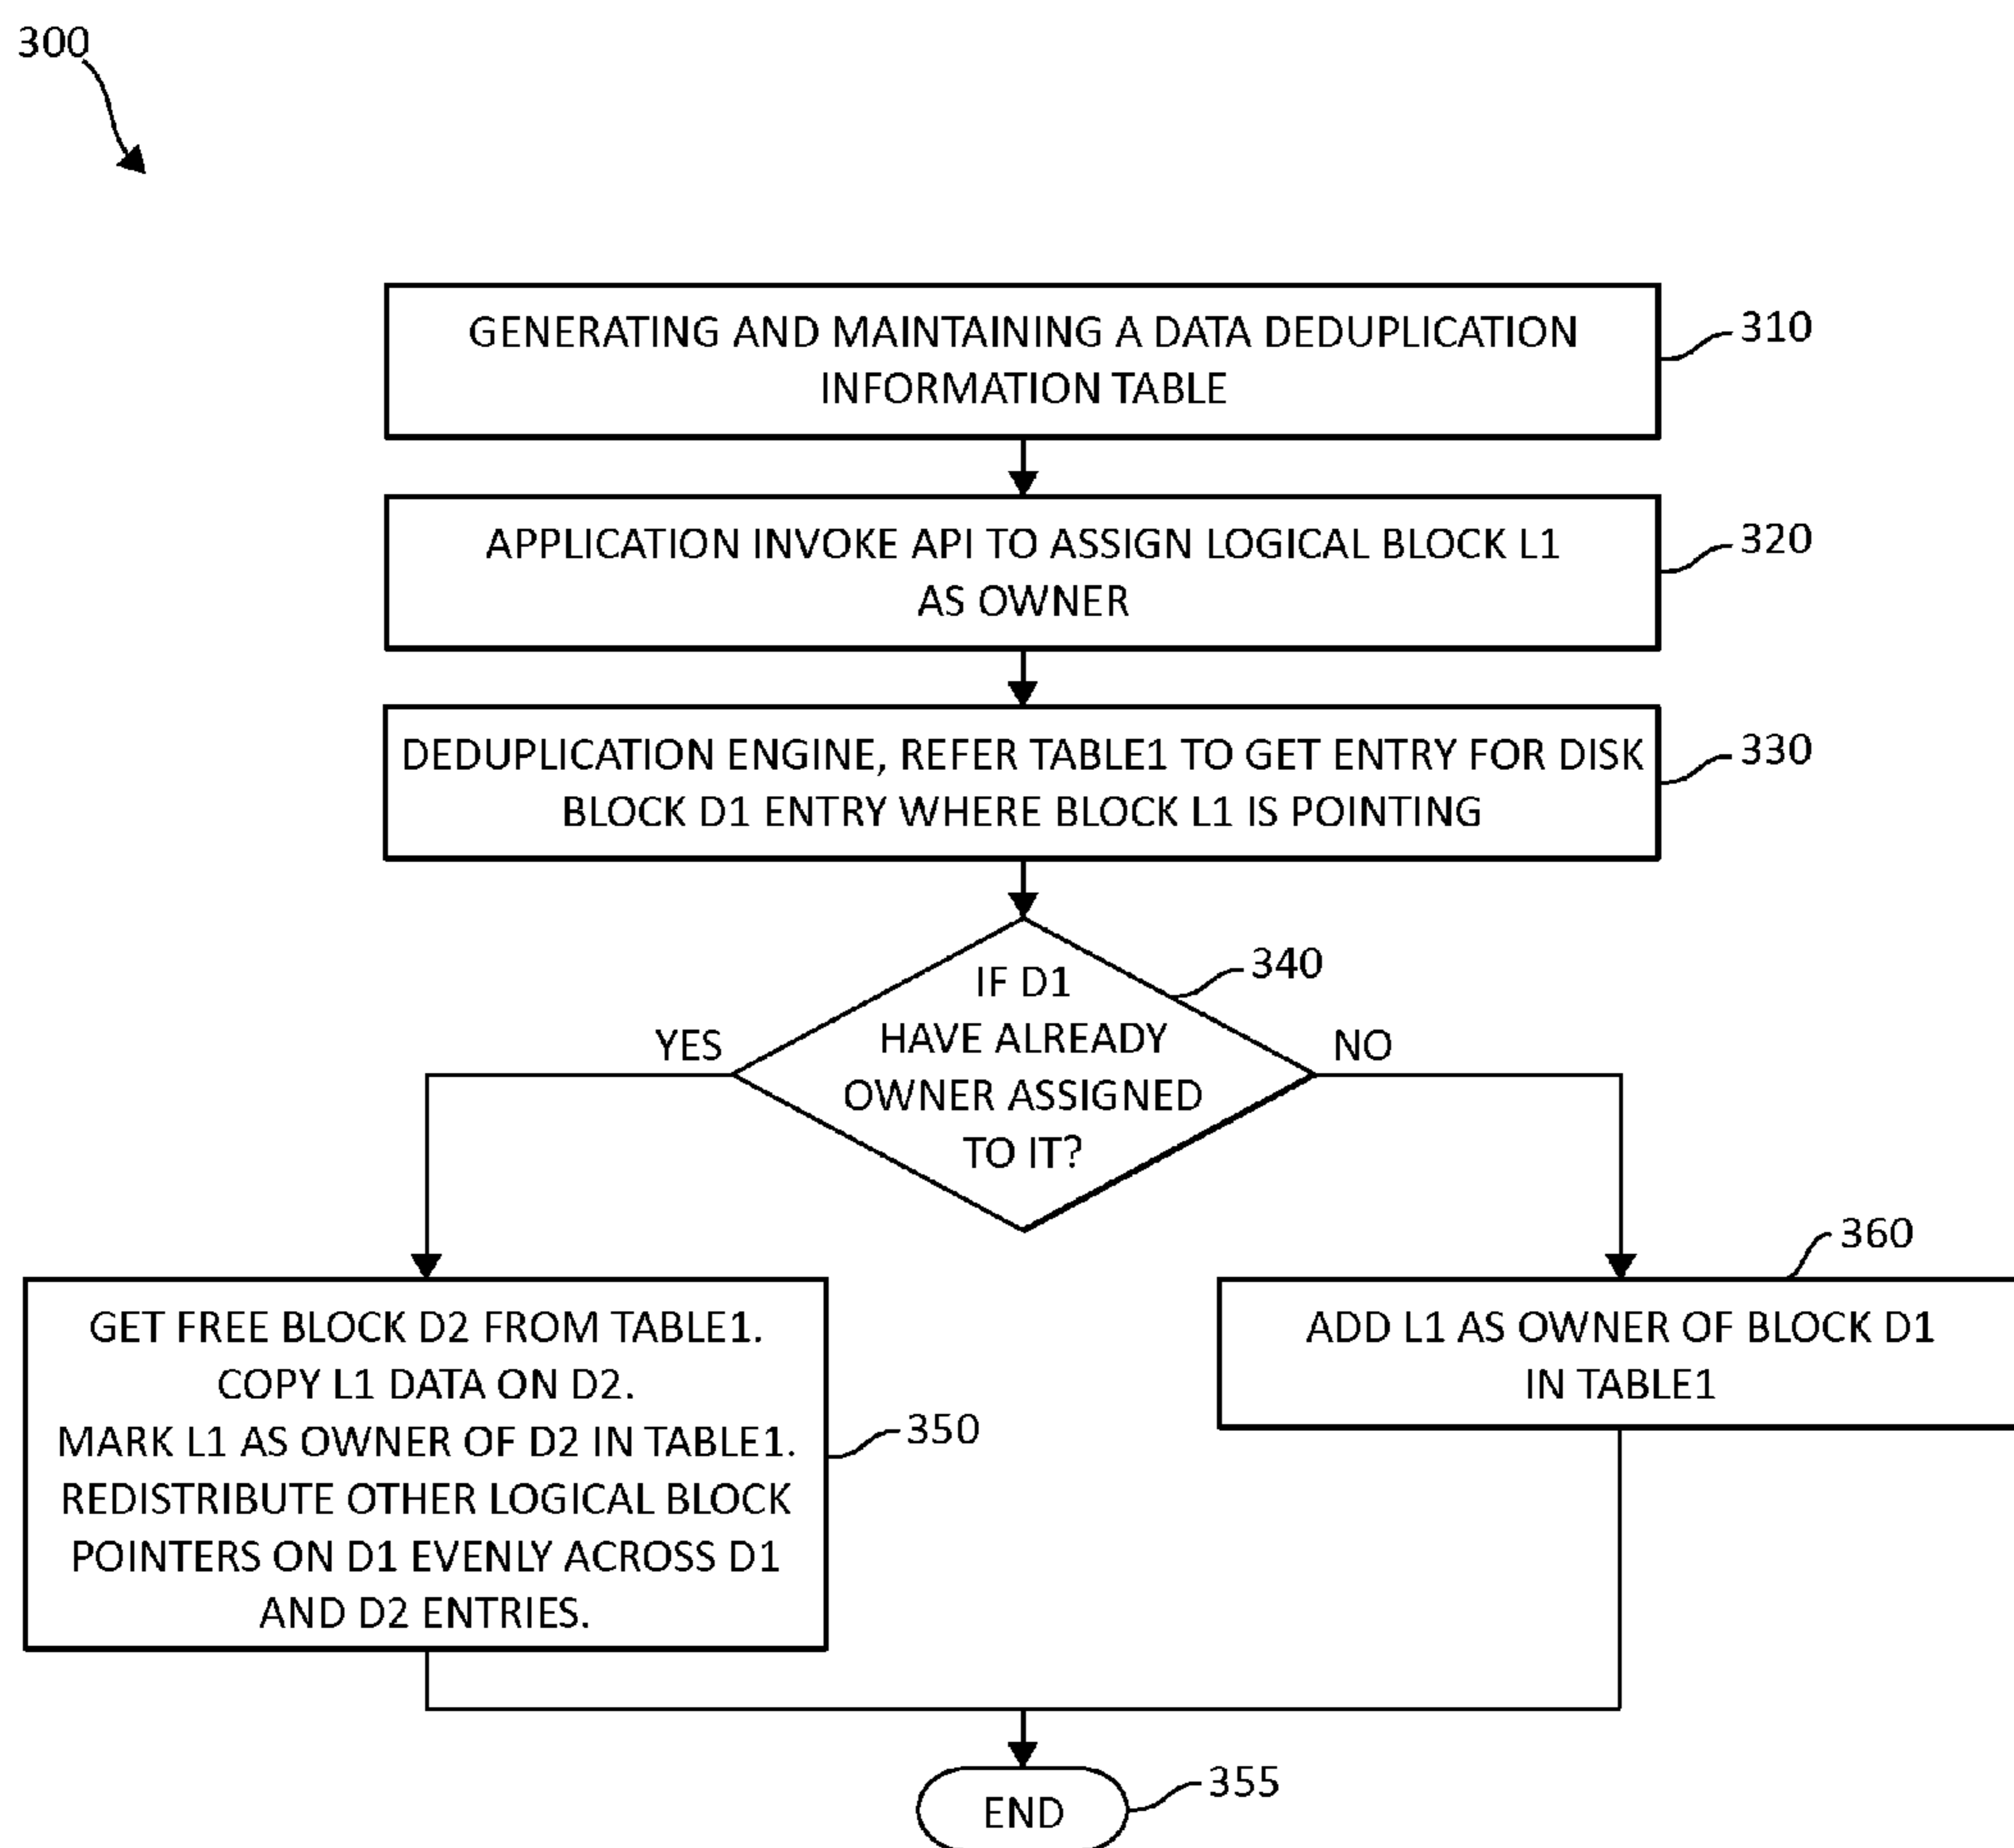 300
GENERATING AND MAINTAINING A DATA DEDUPLICATION
INFORMATION TABLE
310
APPLICATION INVOKE API TO ASSIGN LOGICAL BLOCK L1
AS OWNER
320
DEDUPLICATION ENGINE, REFER TABLE1 TO GET ENTRY FOR DISK
BLOCK D1 ENTRY WHERE BLOCK L1 IS POINTING
330
IF D1
HAVE ALREADY
OWNER ASSIGNED
TO IT?
340
YES
NO
GET FREE BLOCK D2 FROM TABLE1.
COPY L1 DATA ON D2.
MARK L1 AS OWNER OF D2 IN TABLE1.
REDISTRIBUTE OTHER LOGICAL BLOCK
POINTERS ON D1 EVENLY ACROSS D1
AND D2 ENTRIES.
350
360
ADD L1 AS OWNER OF BLOCK D1
IN TABLE1
END
355